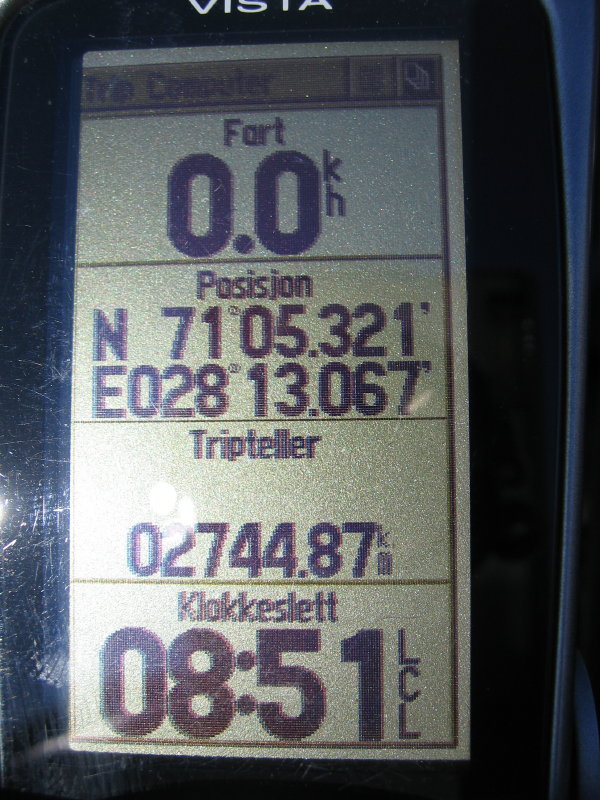 VISTA
Trip Computer
Fart
0.0 kh
Posisjon
N 71°05.321'
E028°13.067'
Tripteller
02744.87 km
Klokkeslett
08:51 LCL